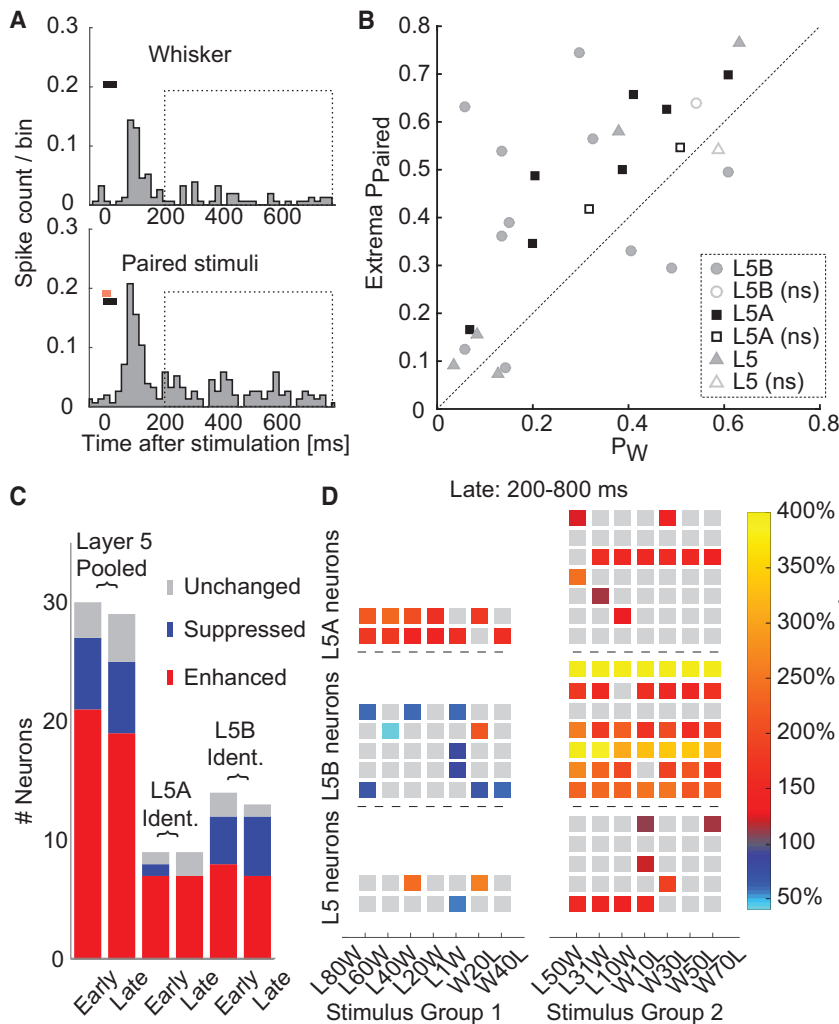 A
0.3
Whisker
0.2
0.1
0
0 200 400 600
Spike count / bin
0.3
Paired stimuli
0.2
0.1
0
0 200 400 600
Time after stimulation [ms]
B
0.8
0.7
0.6
0.5
0.4
0.3
0.2
0.1
0
Extrema PPaired
0 0.2 0.4 0.6 0.8
PW
L5B
L5B (ns)
L5A
L5A (ns)
L5
L5 (ns)
C
Layer 5
Pooled
Unchanged
Suppressed
Enhanced
L5A
Ident.
L5B
Ident.
30
20
10
0
# Neurons
Early Late Early Late Early Late
D
Late: 200-800 ms
L5A neurons
L5B neurons
L5 neurons
L80W L60W L40W L20W L1W W20L W40L
Stimulus Group 1
L50W L31W L10W W10L W30L W50L W70L
Stimulus Group 2
400%
350%
300%
250%
200%
150
100
50%